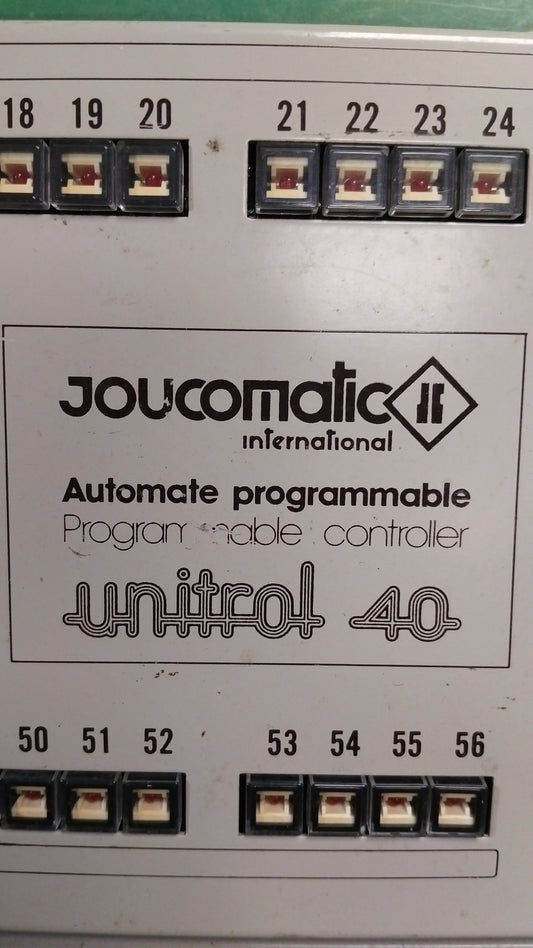 18 19 20 21 22 23 24
JOUCOMATIC
international
Automate programmable
Programmable controller
unitrol 40
50 51 52 53 54 55 56